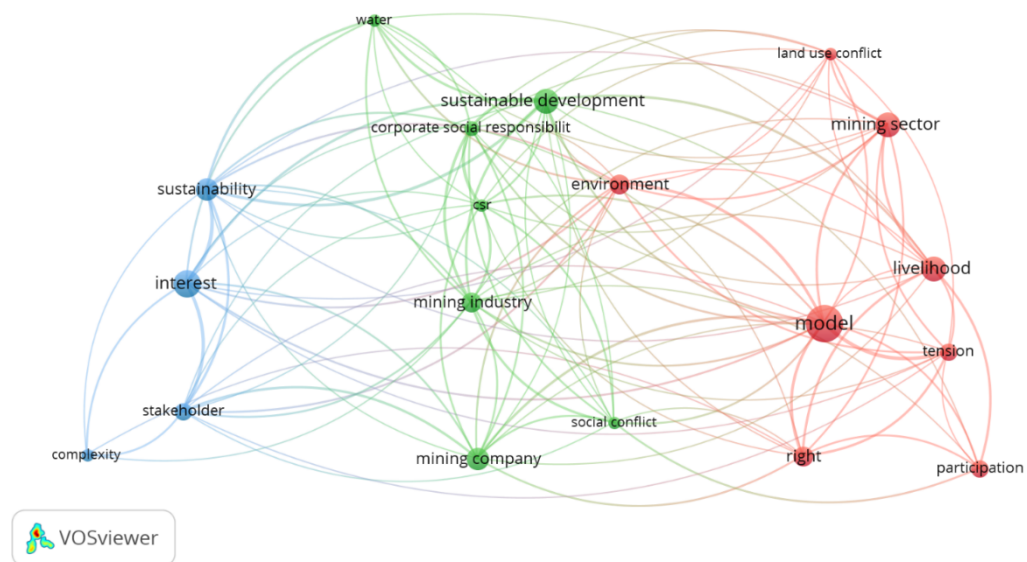 water
land use conflict
sustainable development
mining sector
corporate social responsibilit
environment
sustainability
csr
livelihood
interest
mining industry
model
tension
stakeholder
social conflict
complexity
mining company
right
participation
VOSviewer